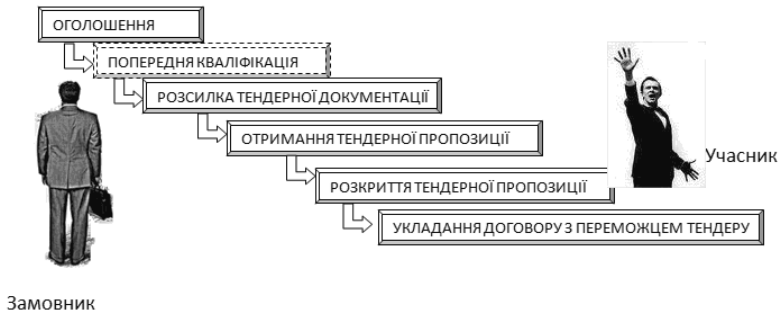 ОГОЛОШЕННЯ
ПОПЕРЕДНЯ КВАЛІФІКАЦІЯ
РОЗСИЛКА ТЕНДЕРНОЇ ДОКУМЕНТАЦІЇ
ОТРИМАННЯ ТЕНДЕРНОЇ ПРОПОЗИЦІЇ
Учасник
РОЗКРИТТЯ ТЕНДЕРНОЇ ПРОПОЗИЦІЇ
УКЛАДАННЯ ДОГОВОРУ З ПЕРЕМОЖЦЕМ ТЕНДЕРУ
Замовник